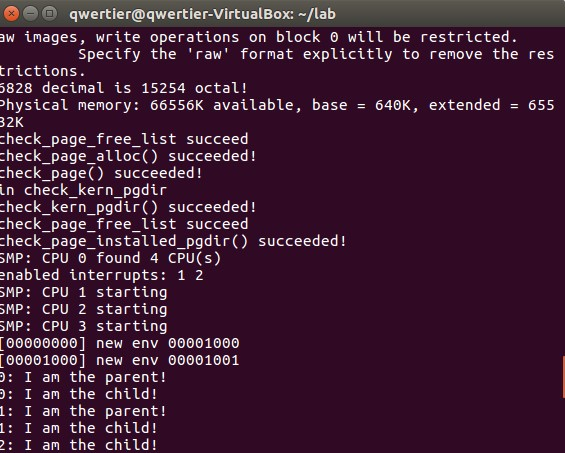 qwertier@qwertier-VirtualBox: ~/lab
aw images, write operations on block 0 will be restricted.
Specify the 'raw' format explicitly to remove the res
trictions.
6828 decimal is 15254 octal!
Physical memory: 66556K available, base = 640K, extended = 655
32K
check_page_free_list succeed
check_page_alloc() succeeded!
check_page() succeeded!
in check_kern_pgdir
check_kern_pgdir() succeeded!
check_page_free_list succeed
check_page_installed_pgdir() succeeded!
SMP: CPU 0 found 4 CPU(s)
enabled interrupts: 1 2
SMP: CPU 1 starting
SMP: CPU 2 starting
SMP: CPU 3 starting
[00000000] new env 00001000
[00001000] new env 00001001
0: I am the parent!
0: I am the child!
1: I am the parent!
1: I am the child!
2: I am the child!